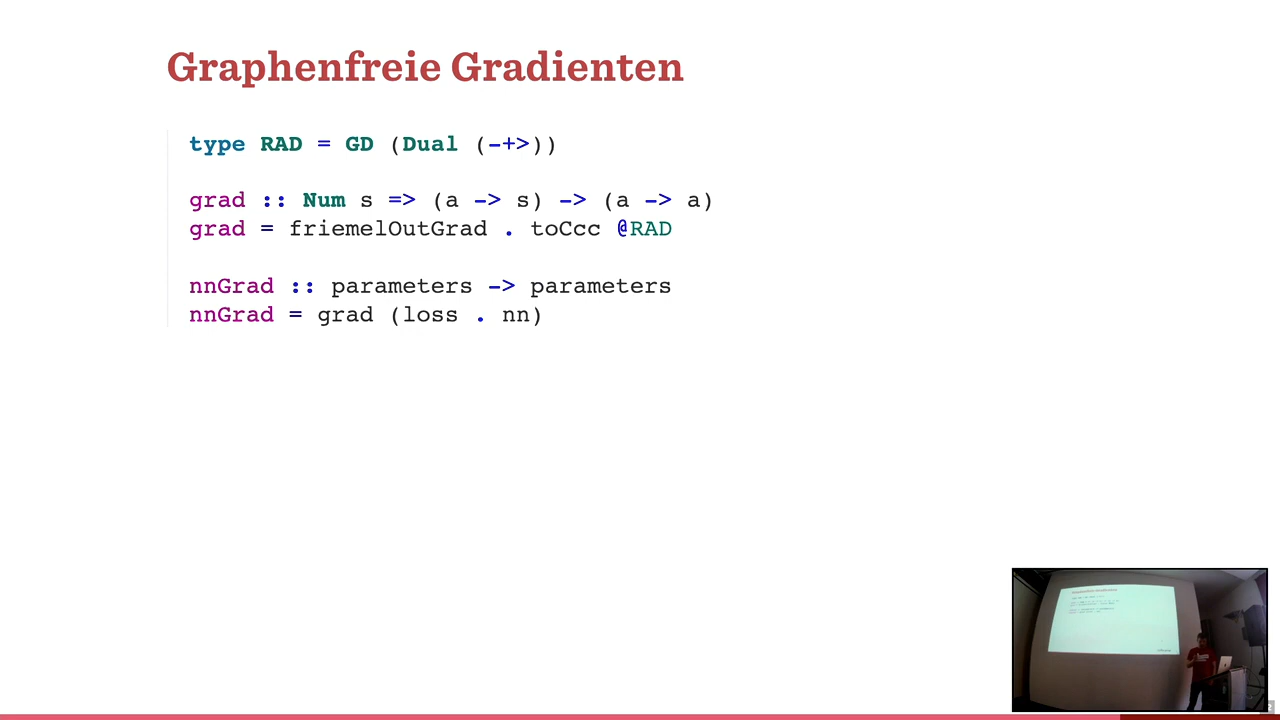 Graphenfreie Gradienten
type RAD = GD (Dual (-+>))
grad :: Num s => (a -> s) -> (a -> a)
grad = friemelOutGrad . toCcc @RAD
nnGrad :: parameters -> parameters
nnGrad = grad (loss . nn)